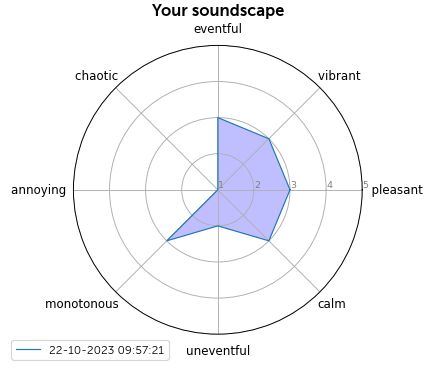 Your soundscape
eventful
chaotic
vibrant
annoying
1 2 3 4 5
pleasant
monotonous
calm
22-10-2023 09:57:21
uneventful